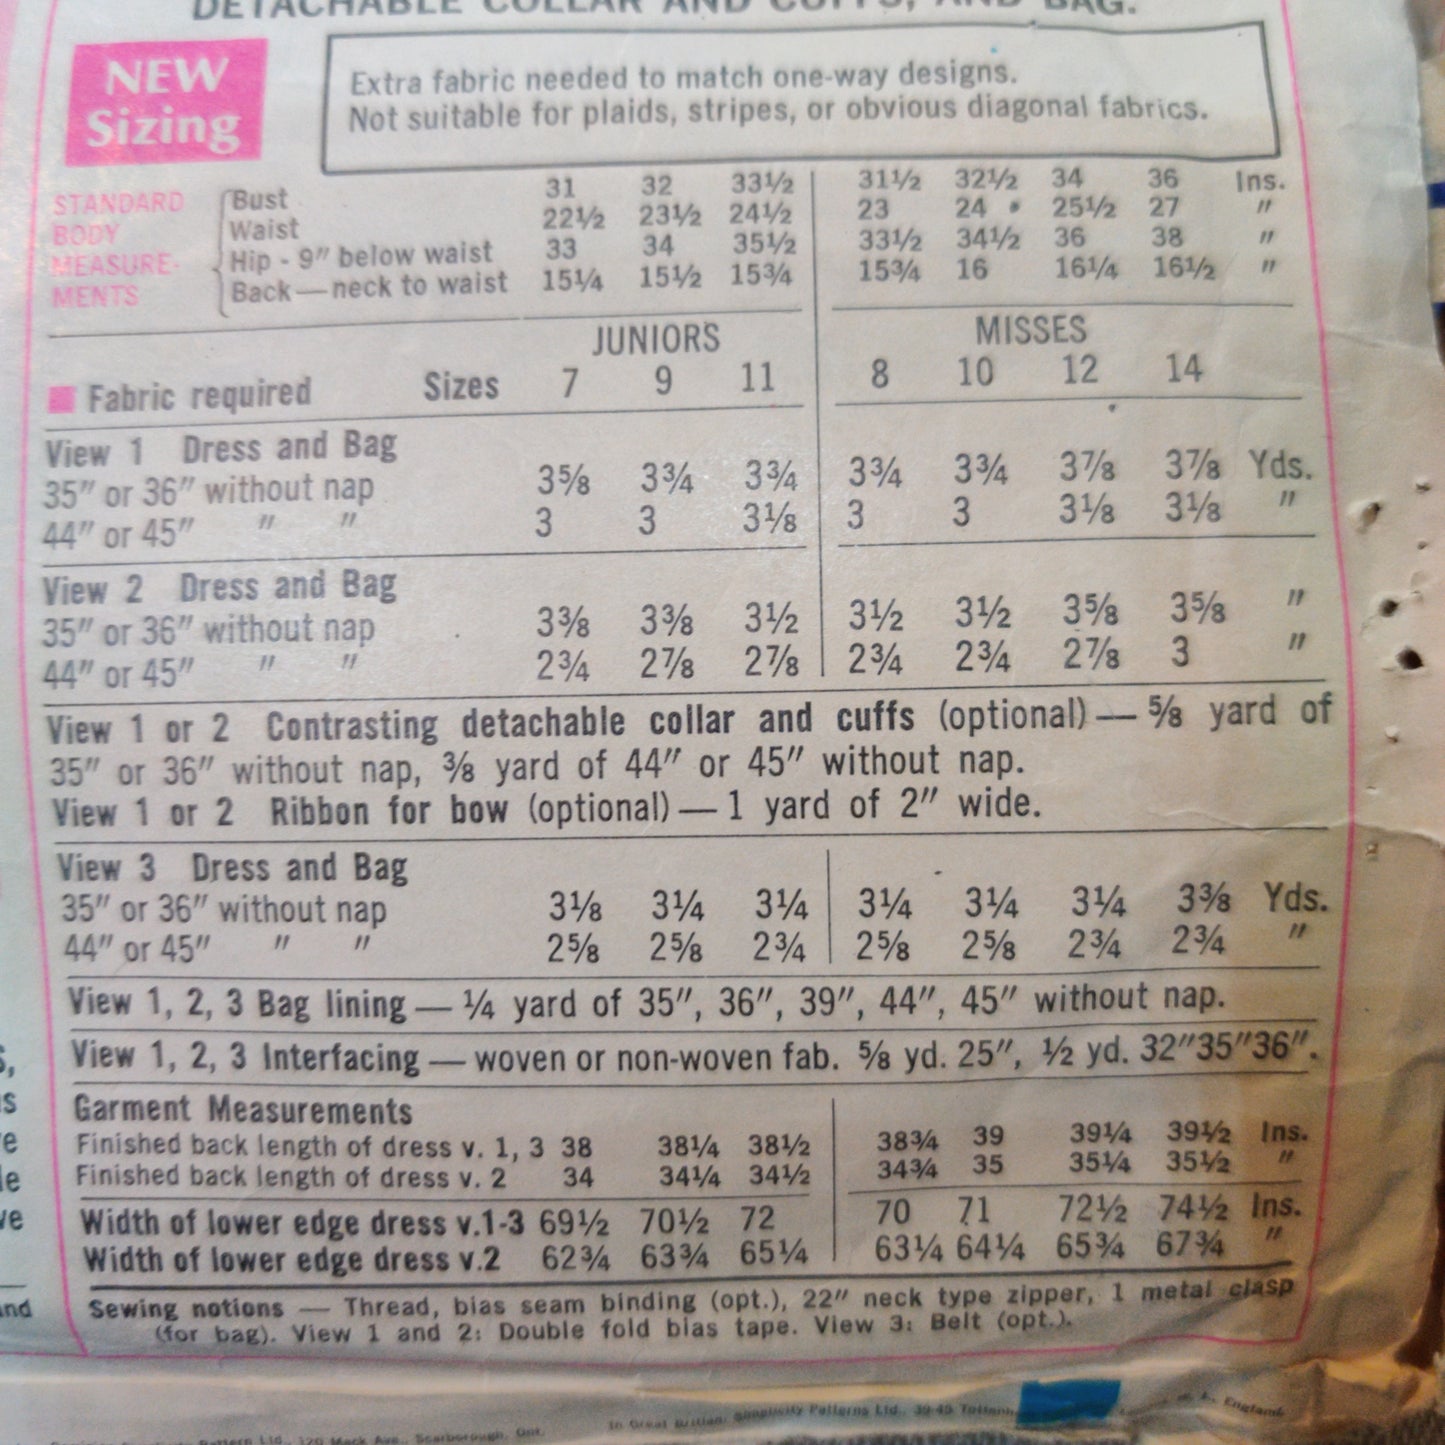 DETACHABLE COLLAR AND CUFFS, AND BAG.
NEW
Sizing
Extra fabric needed to match one-way designs.
Not suitable for plaids, stripes, or obvious diagonal fabrics.
STANDARD BODY MEASURE-MENTS
Bust 31 32 33½ 31½ 32½ 34 36 Ins.
Waist 22½ 23½ 24½ 23 24 25½ 27 "
Hip - 9" below waist 33 34 35½ 33½ 34½ 36 38 "
Back — neck to waist 15¼ 15½ 15¾ 15¾ 16 16¼ 16½ "
JUNIORS MISSES
Fabric required Sizes 7 9 11 8 10 12 14
View 1 Dress and Bag
35" or 36" without nap 3⅝ 3¾ 3¾ 3¾ 3¾ 3⅞ 3⅞ Yds.
44" or 45" " " 3 3 3⅛ 3 3 3⅛ 3⅛ "
View 2 Dress and Bag
35" or 36" without nap 3⅜ 3⅜ 3½ 3½ 3½ 3⅝ 3⅝ "
44" or 45" " " 2¾ 2⅞ 2⅞ 2¾ 2¾ 2⅞ 3 "
View 1 or 2 Contrasting detachable collar and cuffs (optional) — ⅝ yard of
35" or 36" without nap, ⅜ yard of 44" or 45" without nap.
View 1 or 2 Ribbon for bow (optional) — 1 yard of 2" wide.
View 3 Dress and Bag
35" or 36" without nap 3⅛ 3¼ 3¼ 3¼ 3¼ 3¼ 3⅜ Yds.
44" or 45" " " 2⅝ 2⅝ 2¾ 2⅝ 2⅝ 2¾ 2¾ "
View 1, 2, 3 Bag lining — ¼ yard of 35", 36", 39", 44", 45" without nap.
View 1, 2, 3 Interfacing — woven or non-woven fab. ⅝ yd. 25", ½ yd. 32"35"36".
Garment Measurements
Finished back length of dress v. 1, 3 38 38¼ 38½ 38¾ 39 39¼ 39½ Ins.
Finished back length of dress v. 2 34 34¼ 34½ 34¾ 35 35¼ 35½ "
Width of lower edge dress v.1-3 69½ 70½ 72 70 71 72½ 74½ Ins.
Width of lower edge dress v.2 62¾ 63¾ 65¼ 63¼ 64¼ 65¾ 67¾ "
Sewing notions — Thread, bias seam binding (opt.), 22" neck type zipper, 1 metal clasp
(for bag). View 1 and 2: Double fold bias tape. View 3: Belt (opt.).
In Great Britian: Simplicity Patterns Ltd., 39-45 England
Pattern Ltd., 120 Mack Ave., Scarborough, Ont.